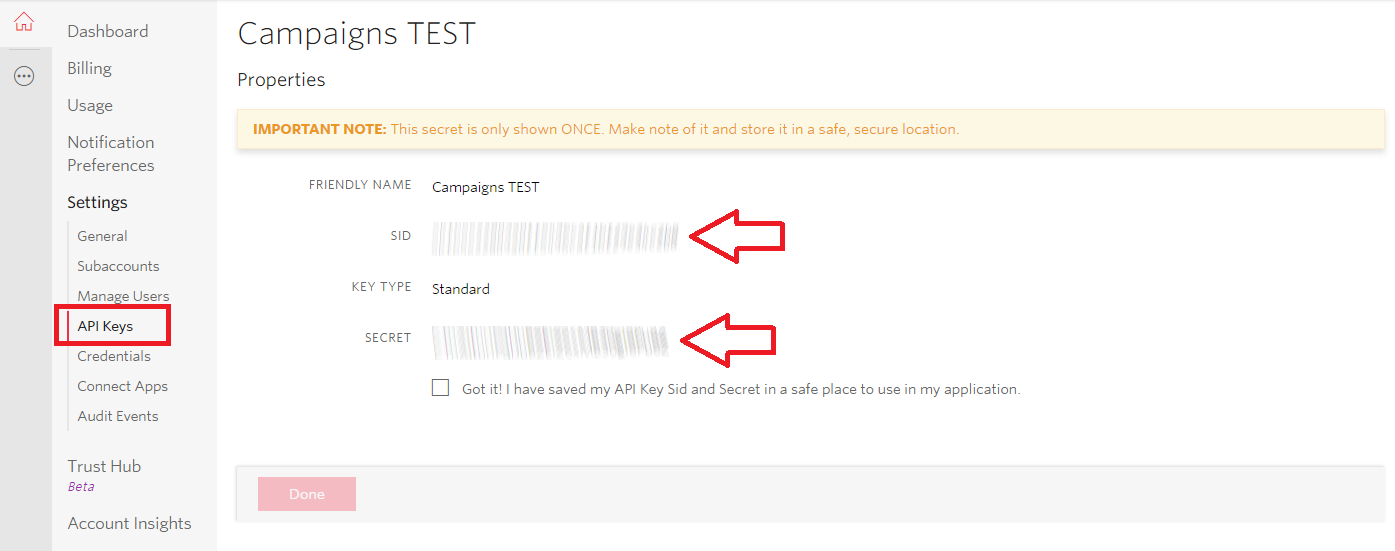 Dashboard
Billing
Usage
Notification
Preferences
Settings
General
Subaccounts
Manage Users
API Keys
Credentials
Connect Apps
Audit Events
Trust Hub
Beta
Account Insights
Campaigns TEST
Properties
IMPORTANT NOTE: This secret is only shown ONCE. Make note of it and store it in a safe, secure location.
FRIENDLY NAME Campaigns TEST
SID
KEY TYPE Standard
SECRET
Got it! I have saved my API Key Sid and Secret in a safe place to use in my application.
Done